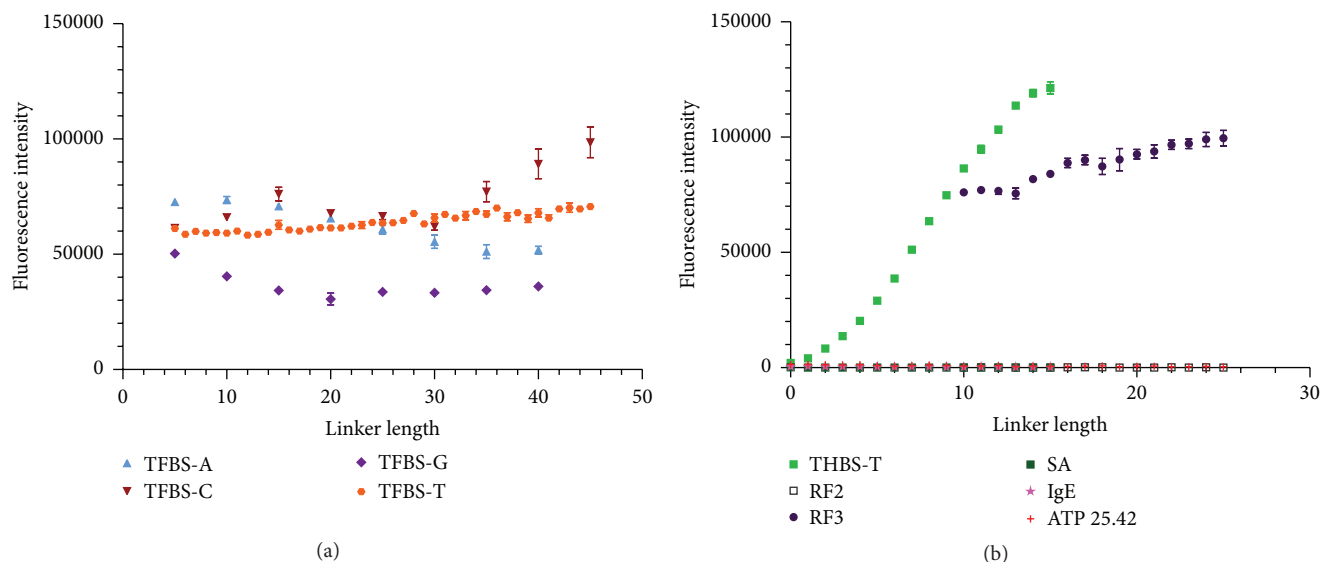 150000
100000
50000
0
Fluorescence intensity
0 10 20 30 40 50
Linker length
TFBS-A TFBS-G
TFBS-C TFBS-T
(a)
150000
100000
50000
0
Fluorescence intensity
0 10 20 30
Linker length
THBS-T SA
RF2 IgE
RF3 ATP 25.42
(b)